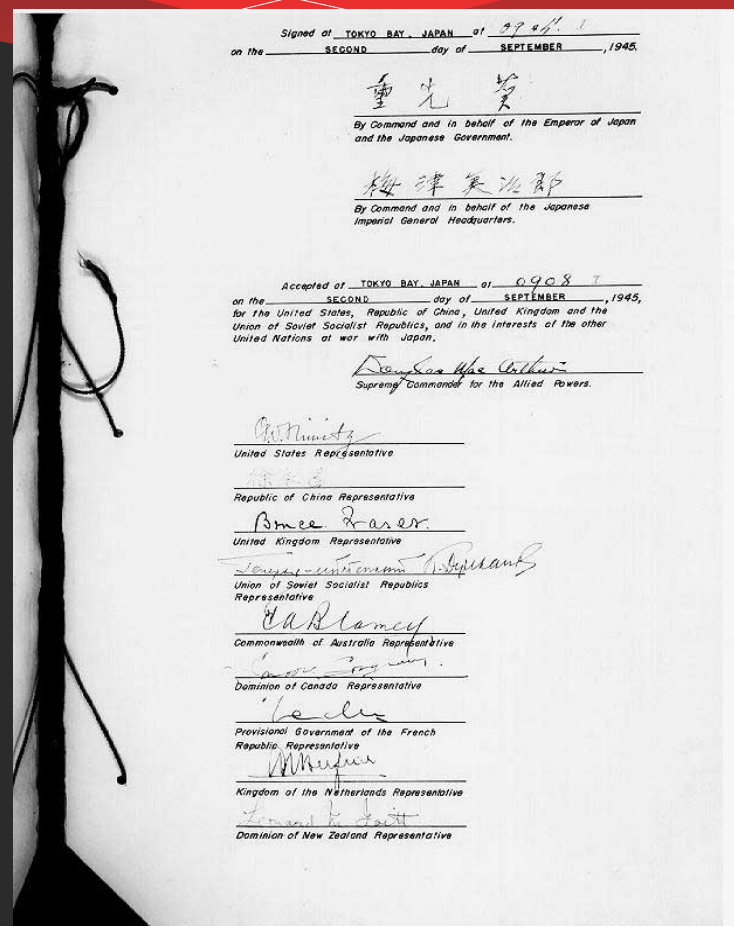 Signed at TOKYO BAY, JAPAN at 0904 I
on the SECOND day of SEPTEMBER, 1945.
重光葵
By Command and in behalf of the Emperor of Japan
and the Japanese Government.
梅津美治郎
By Command and in behalf of the Japanese
Imperial General Headquarters.
Accepted at TOKYO BAY, JAPAN at 0908 I
on the SECOND day of SEPTEMBER, 1945,
for the United States, Republic of China, United Kingdom and the
Union of Soviet Socialist Republics, and in the interests of the other
United Nations at war with Japan.
Douglas MacArthur
Supreme Commander for the Allied Powers.
C.W. Nimitz
United States Representative
徐永昌
Republic of China Representative
Bruce Fraser.
United Kingdom Representative
Union of Soviet Socialist Republics
Representative
T A Blamey
Commonwealth of Australia Representative
Dominion of Canada Representative
Provisional Government of the French
Republic Representative
Kingdom of the Netherlands Representative
Leonard M Isitt
Dominion of New Zealand Representative